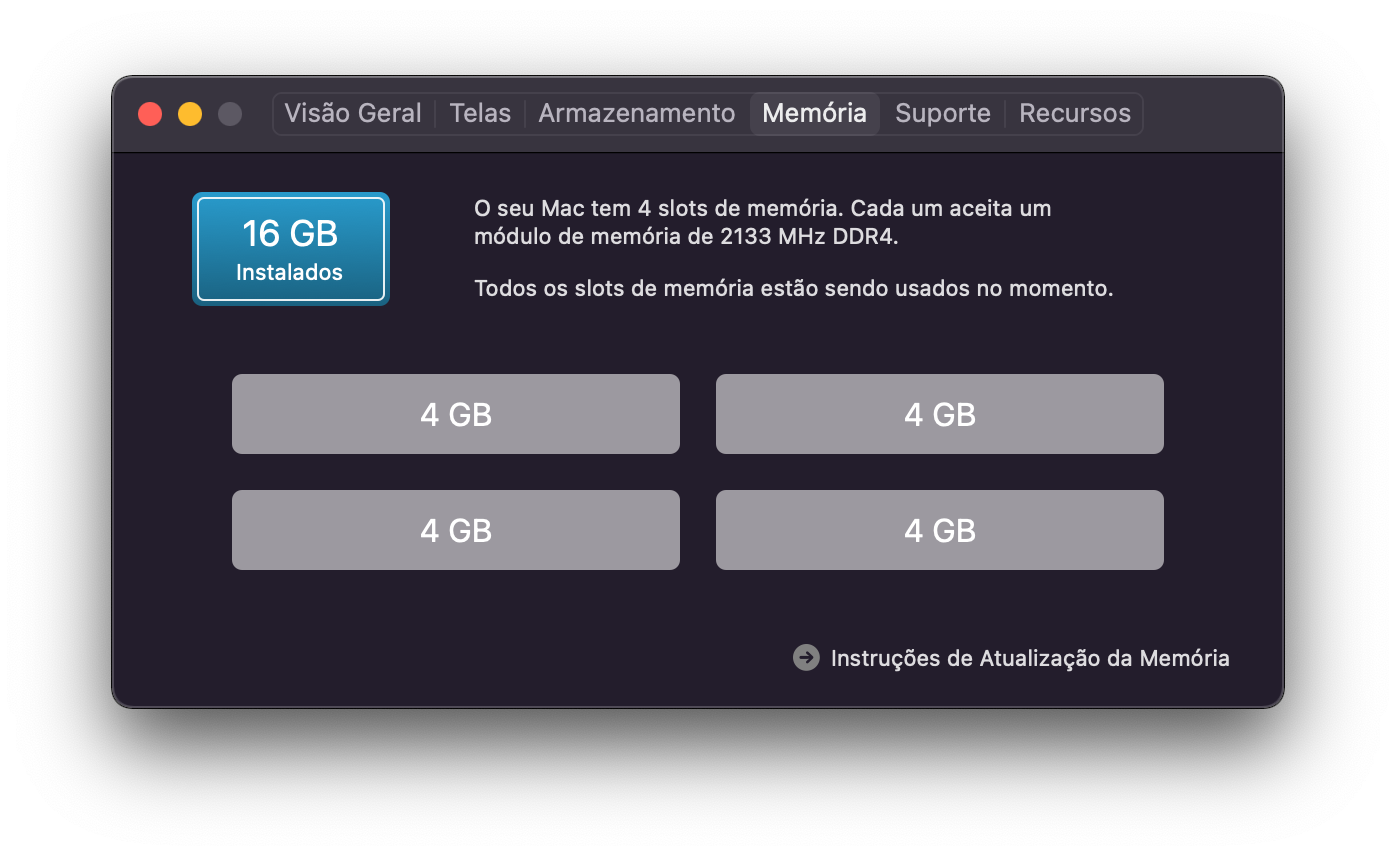 Visão Geral Telas Armazenamento Memória Suporte Recursos
16 GB
Instalados
O seu Mac tem 4 slots de memória. Cada um aceita um
módulo de memória de 2133 MHz DDR4.
Todos os slots de memória estão sendo usados no momento.
4 GB 4 GB
4 GB 4 GB
Instruções de Atualização da Memória